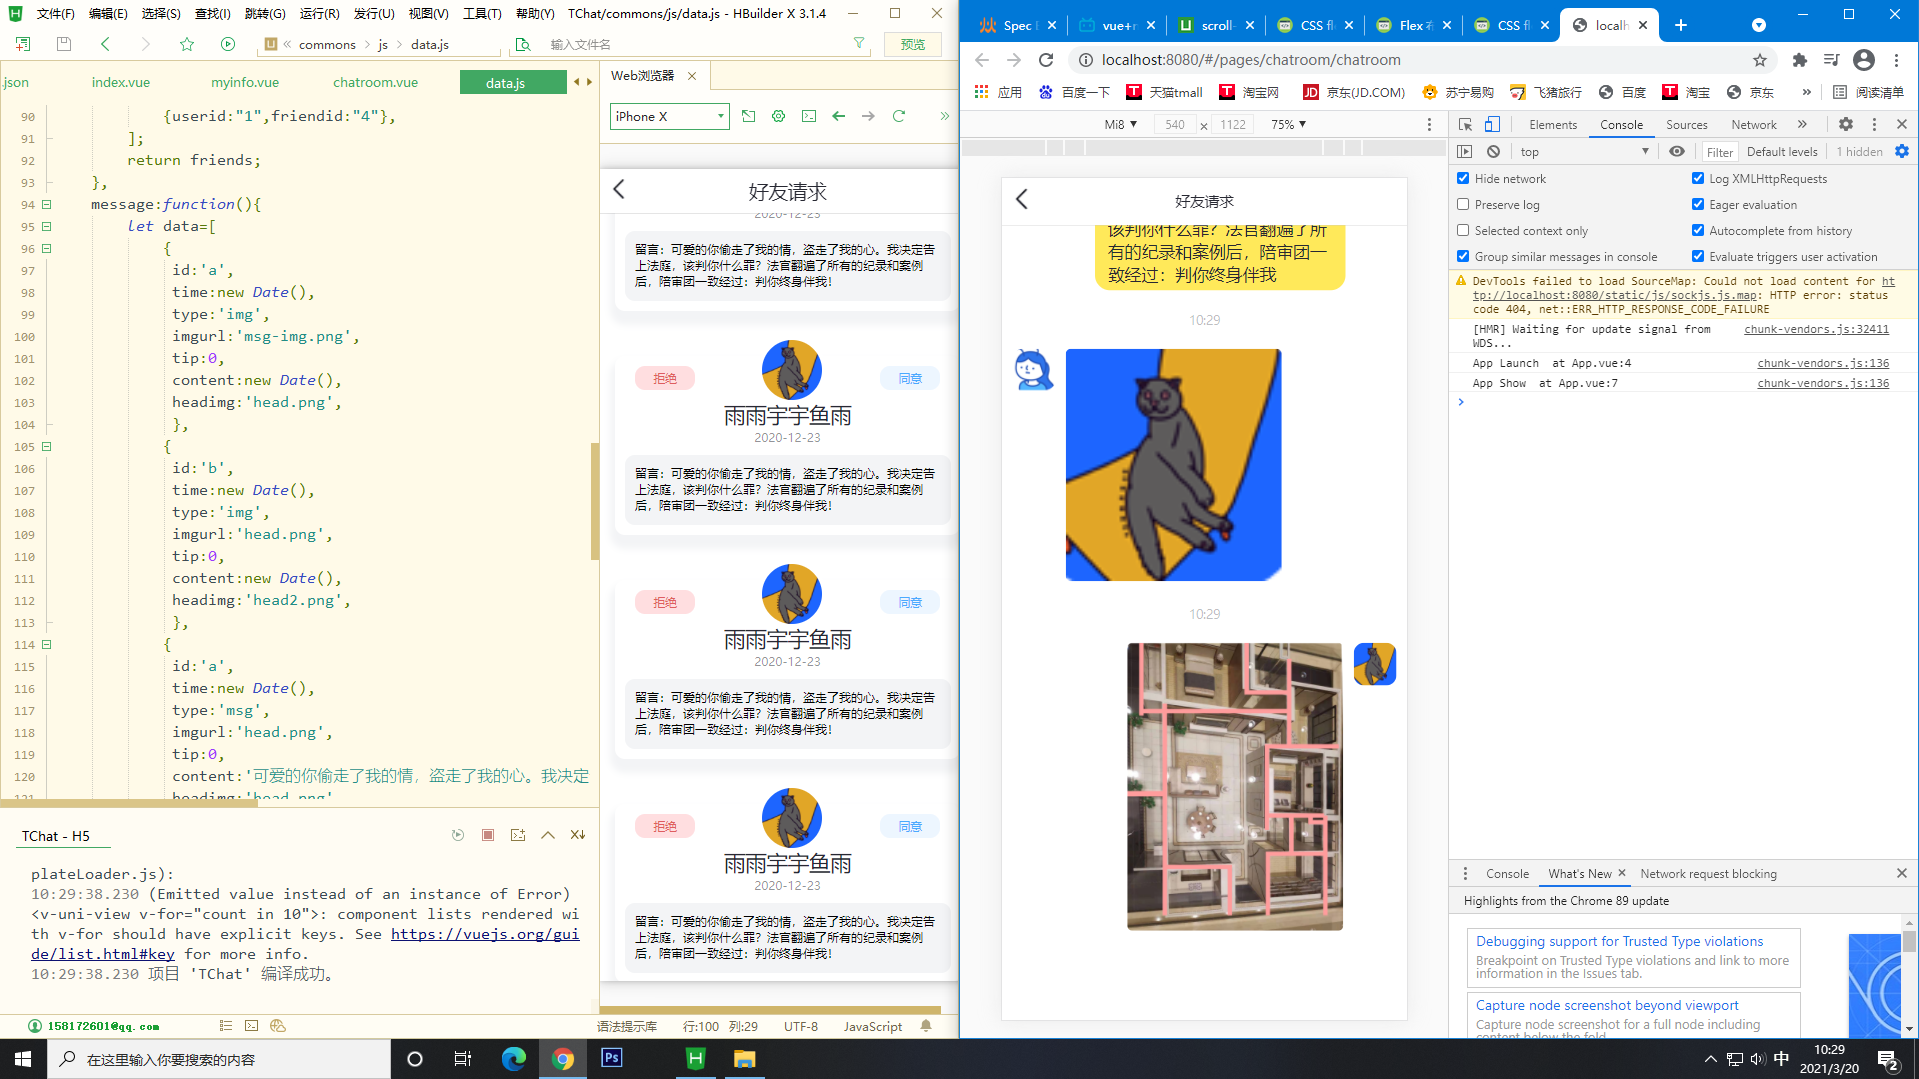 文件(F) 编辑(E) 选择(S) 查找(I) 跳转(G) 运行(R) 发行(U) 视图(V) 工具(T) 帮助(Y) TChat/commons/js/data.js - HBuilder X 3.1.4
commons js data.js
输入文件名
预览
.json index.vue myinfo.vue chatroom.vue data.js
90 {userid:"1",friendid:"4"},
91 ];
92 return friends;
93 },
94 message:function(){
95 let data=[
96 {
97 id:'a',
98 time:new Date(),
99 type:'img',
100 imgurl:'msg-img.png',
101 tip:0,
102 content:new Date(),
103 headimg:'head.png',
104 },
105 {
106 id:'b',
107 time:new Date(),
108 type:'img',
109 imgurl:'head.png',
110 tip:0,
111 content:new Date(),
112 headimg:'head2.png',
113 },
114 {
115 id:'a',
116 time:new Date(),
117 type:'msg',
118 imgurl:'head.png',
119 tip:0,
120 content:'可爱的你偷走了我的情，盗走了我的心。我决定
121 headimg:'head.png'
TChat - H5
plateLoader.js):
10:29:38.230 (Emitted value instead of an instance of Error)
<v-uni-view v-for="count in 10">: component lists rendered wi
th v-for should have explicit keys. See https://vuejs.org/gui
de/list.html#key for more info.
10:29:38.230 项目 'TChat' 编译成功。
158172601@qq.com
语法提示库 行:100 列:29 UTF-8 JavaScript
Web浏览器
iPhone X
好友请求
2020-12-23
留言：可爱的你偷走了我的情，盗走了我的心。我决定告
上法庭，该判你什么罪？法官翻遍了所有的纪录和案例
后，陪审团一致经过：判你终身伴我！
拒绝
同意
雨雨宇宇鱼雨
2020-12-23
留言：可爱的你偷走了我的情，盗走了我的心。我决定告
上法庭，该判你什么罪？法官翻遍了所有的纪录和案例
后，陪审团一致经过：判你终身伴我！
拒绝
同意
雨雨宇宇鱼雨
2020-12-23
留言：可爱的你偷走了我的情，盗走了我的心。我决定告
上法庭，该判你什么罪？法官翻遍了所有的纪录和案例
后，陪审团一致经过：判你终身伴我！
拒绝
同意
雨雨宇宇鱼雨
2020-12-23
留言：可爱的你偷走了我的情，盗走了我的心。我决定告
上法庭，该判你什么罪？法官翻遍了所有的纪录和案例
后，陪审团一致经过：判你终身伴我！
Spec vue+r scroll- CSS fl Flex CSS fl localh
localhost:8080/#/pages/chatroom/chatroom
应用 百度一下 天猫tmall 淘宝网 京东(JD.COM) 苏宁易购 飞猪旅行 百度 淘宝 京东 阅读清单
Mi8 540 x 1122 75%
好友请求
该判你什么罪？法官翻遍了所
有的纪录和案例后，陪审团一
致经过：判你终身伴我
10:29
10:29
Elements Console Sources Network
top Filter Default levels 1 hidden
Hide network Log XMLHttpRequests
Preserve log Eager evaluation
Selected context only Autocomplete from history
Group similar messages in console Evaluate triggers user activation
DevTools failed to load SourceMap: Could not load content for ht
tp://localhost:8080/static/js/sockjs.js.map: HTTP error: status
code 404, net::ERR_HTTP_RESPONSE_CODE_FAILURE
[HMR] Waiting for update signal from chunk-vendors.js:32411
WDS...
App Launch at App.vue:4 chunk-vendors.js:136
App Show at App.vue:7 chunk-vendors.js:136
Console What's New Network request blocking
Highlights from the Chrome 89 update
Debugging support for Trusted Type violations
Breakpoint on Trusted Type violations and link to more
information in the Issues tab.
Capture node screenshot beyond viewport
Capture node screenshot for a full node including
content below the fold.
在这里输入你要搜索的内容
Ps
中
10:29
2021/3/20
2